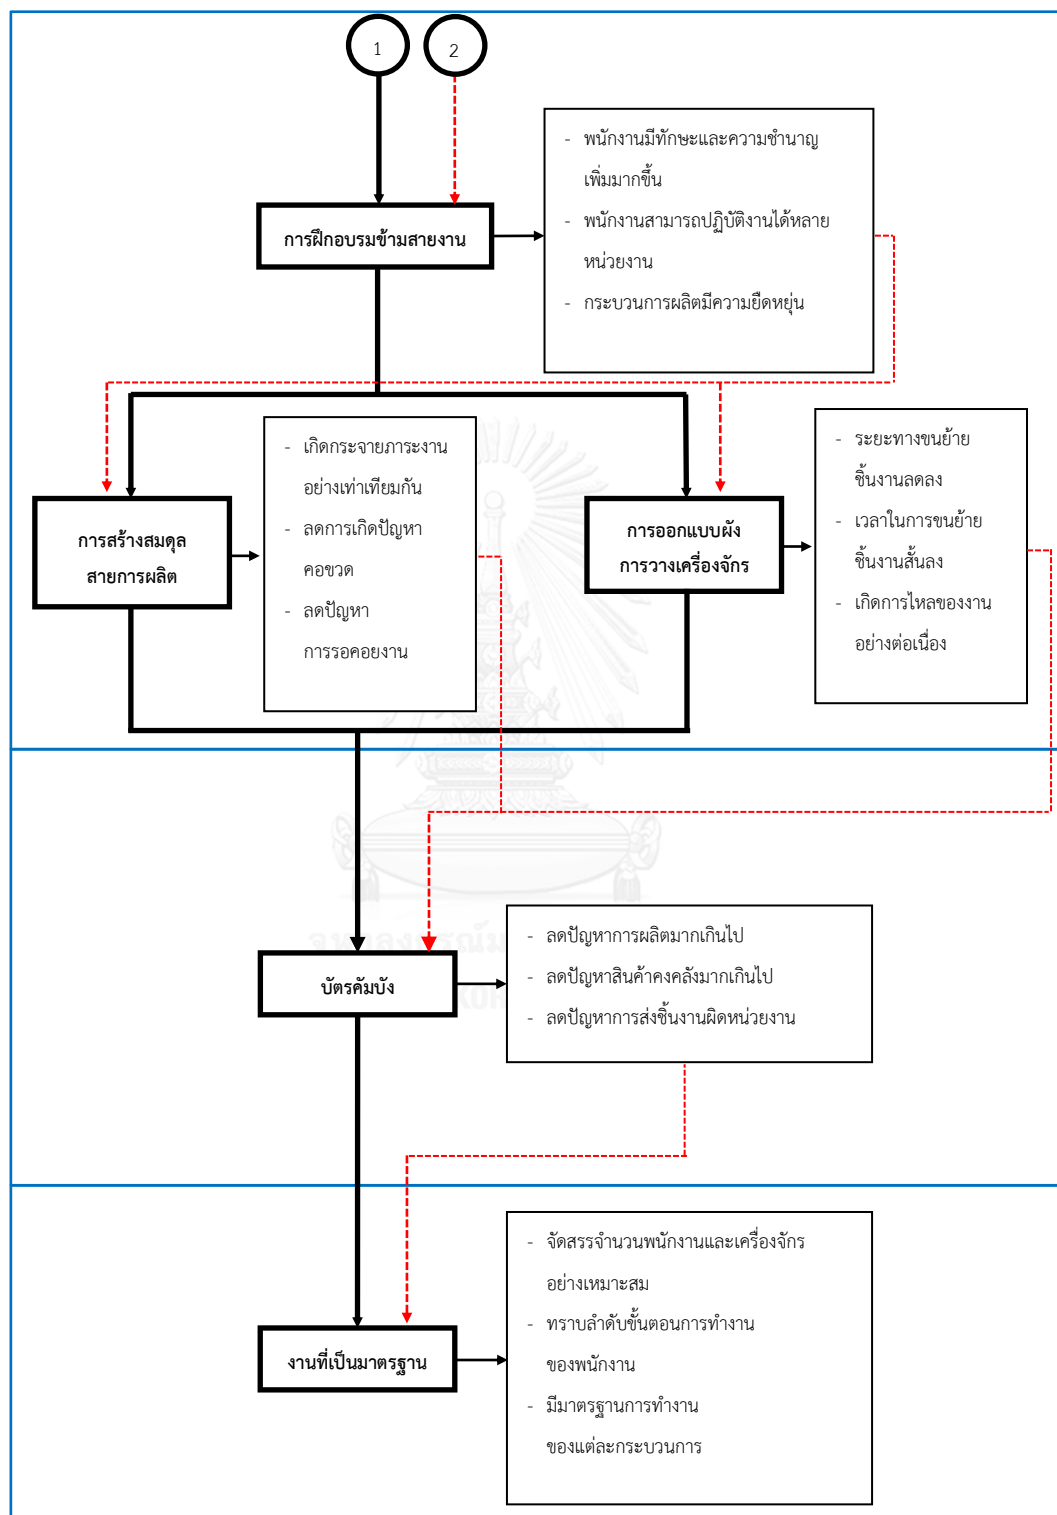 1
2
- พนักงานมีทักษะและความชำนาญ
เพิ่มมากขึ้น
- พนักงานสามารถปฏิบัติงานได้หลาย
หน่วยงาน
- กระบวนการผลิตมีความยืดหยุ่น
การฝึกอบรมข้ามสายงาน
- เกิดกระจายภาระงาน
อย่างเท่าเทียมกัน
- ลดการเกิดปัญหา
คอขวด
- ลดปัญหา
การรอคอยงาน
การสร้างสมดุล
สายการผลิต
- ระยะทางขนย้าย
ชิ้นงานลดลง
- เวลาในการขนย้าย
ชิ้นงานสั้นลง
- เกิดการไหลของงาน
อย่างต่อเนื่อง
การออกแบบผัง
การวางเครื่องจักร
- ลดปัญหาการผลิตมากเกินไป
- ลดปัญหาสินค้าคงคลังมากเกินไป
- ลดปัญหาการส่งชิ้นงานผิดหน่วยงาน
บัตรคัมบัง
- จัดสรรจำนวนพนักงานและเครื่องจักร
อย่างเหมาะสม
- ทราบลำดับขั้นตอนการทำงาน
ของพนักงาน
- มีมาตรฐานการทำงาน
ของแต่ละกระบวนการ
งานที่เป็นมาตรฐาน